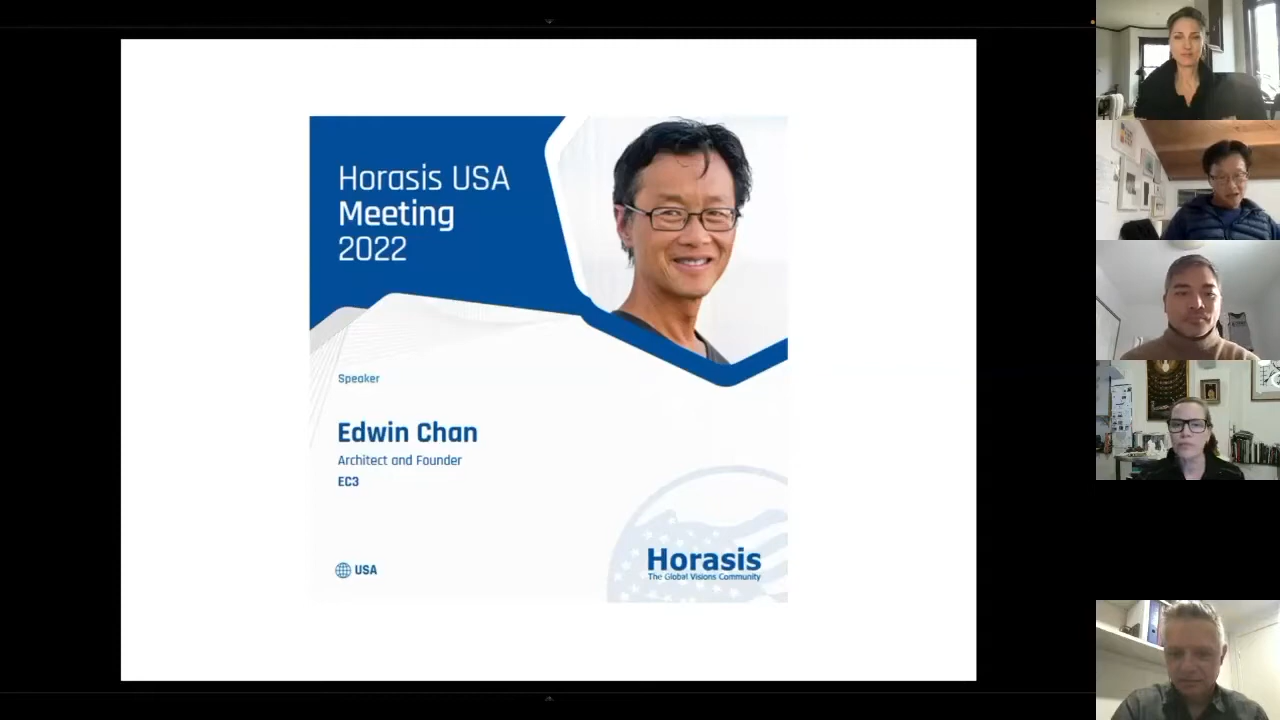 Horasis USA
Meeting
2022
Speaker
Edwin Chan
Architect and Founder
EC3
USA
Horasis
The Global Visions Community